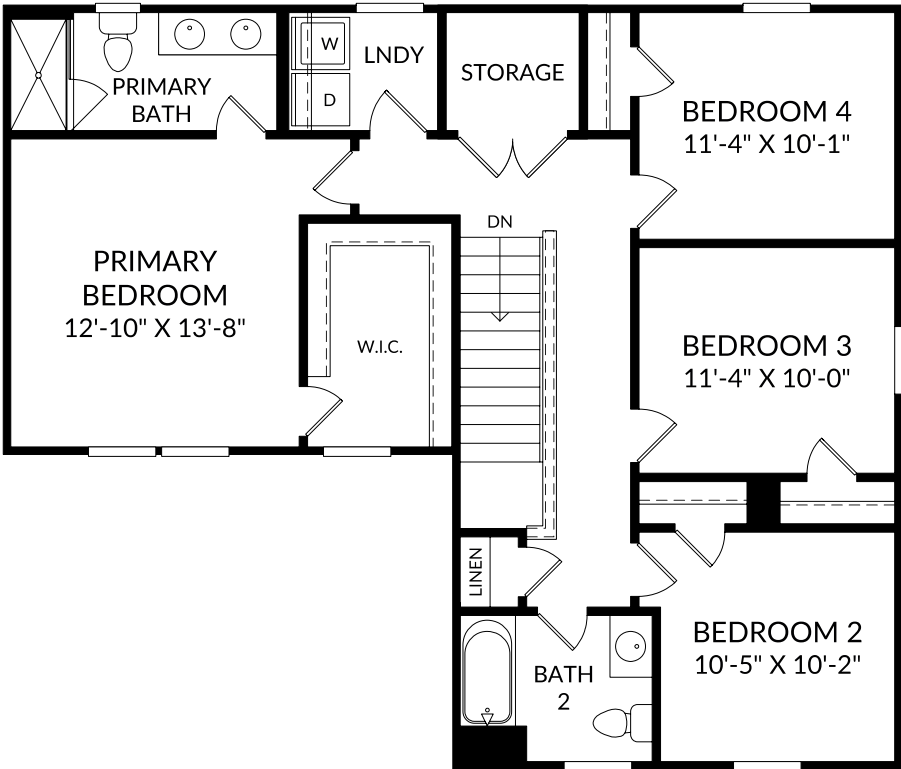 W
LNDY
D
PRIMARY
BATH
STORAGE
BEDROOM 4
11'-4" X 10'-1"
DN
PRIMARY
BEDROOM
12'-10" X 13'-8"
W.I.C.
BEDROOM 3
11'-4" X 10'-0"
LINEN
BATH
2
BEDROOM 2
10'-5" X 10'-2"